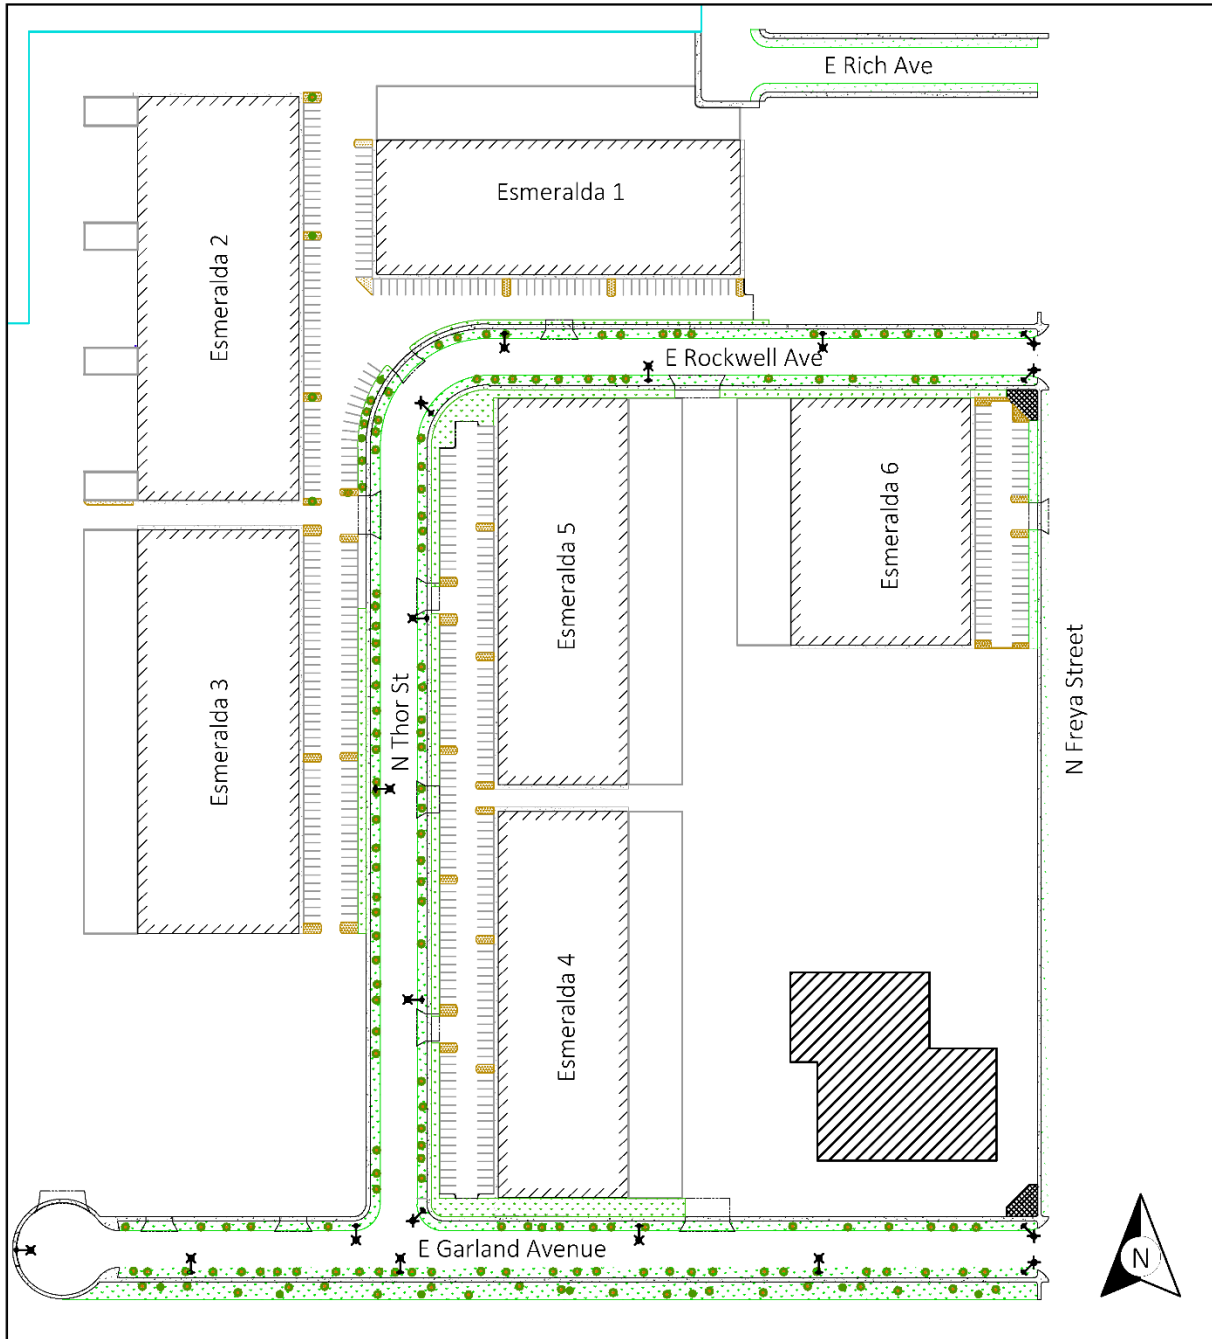 E Rich Ave
Esmeralda 1
Esmeralda 2
E Rockwell Ave
Esmeralda 6
Esmeralda 5
N Freya Street
N Thor St
Esmeralda 3
Esmeralda 4
E Garland Avenue
N